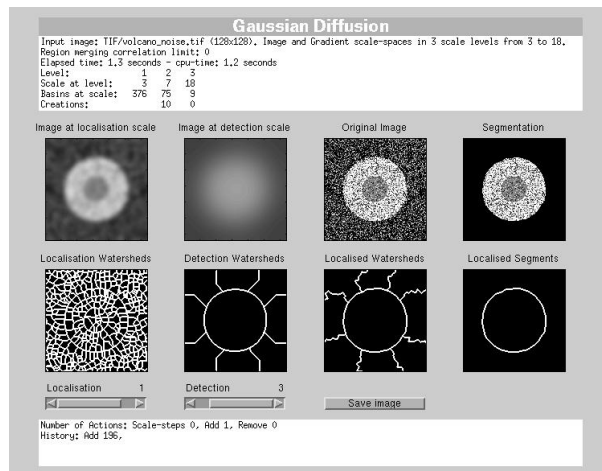 Gaussian Diffusion
Input image: TIF/volcano_noise.tif (128x128). Image and Gradient scale-spaces in 3 scale levels from 3 to 18.
Region merging correlation limit: 0
Elapsed time: 1.3 seconds - cpu-time: 1.2 seconds
Level: 1 2 3
Scale at level: 3 7 18
Basins at scale: 376 75 9
Creations: 10 0
Image at localisation scale Image at detection scale Original Image Segmentation
Localisation Watersheds Detection Watersheds Localised Watersheds Localised Segments
Localisation 1 Detection 3
Save image
Number of Actions: Scale-steps 0, Add 1, Remove 0
History: Add 196,